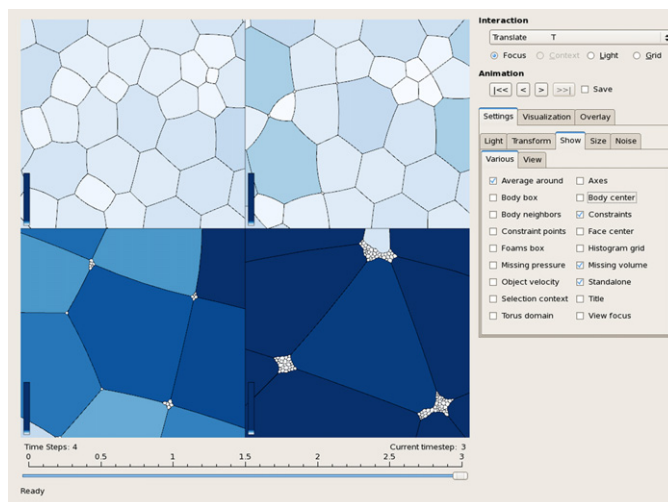 Interaction
Translate T
Focus Context Light Grid
Animation
|<< < > >>| Save
Settings Visualization Overlay
Light Transform Show Size Noise
Various View
Average around Axes
Body box Body center
Body neighbors Constraints
Constraint points Face center
Foams box Histogram grid
Missing pressure Missing volume
Object velocity Standalone
Selection context Title
Torus domain View focus
Time Steps: 4 Current timestep: 3
0 0.5 1 1.5 2 2.5 3
Ready